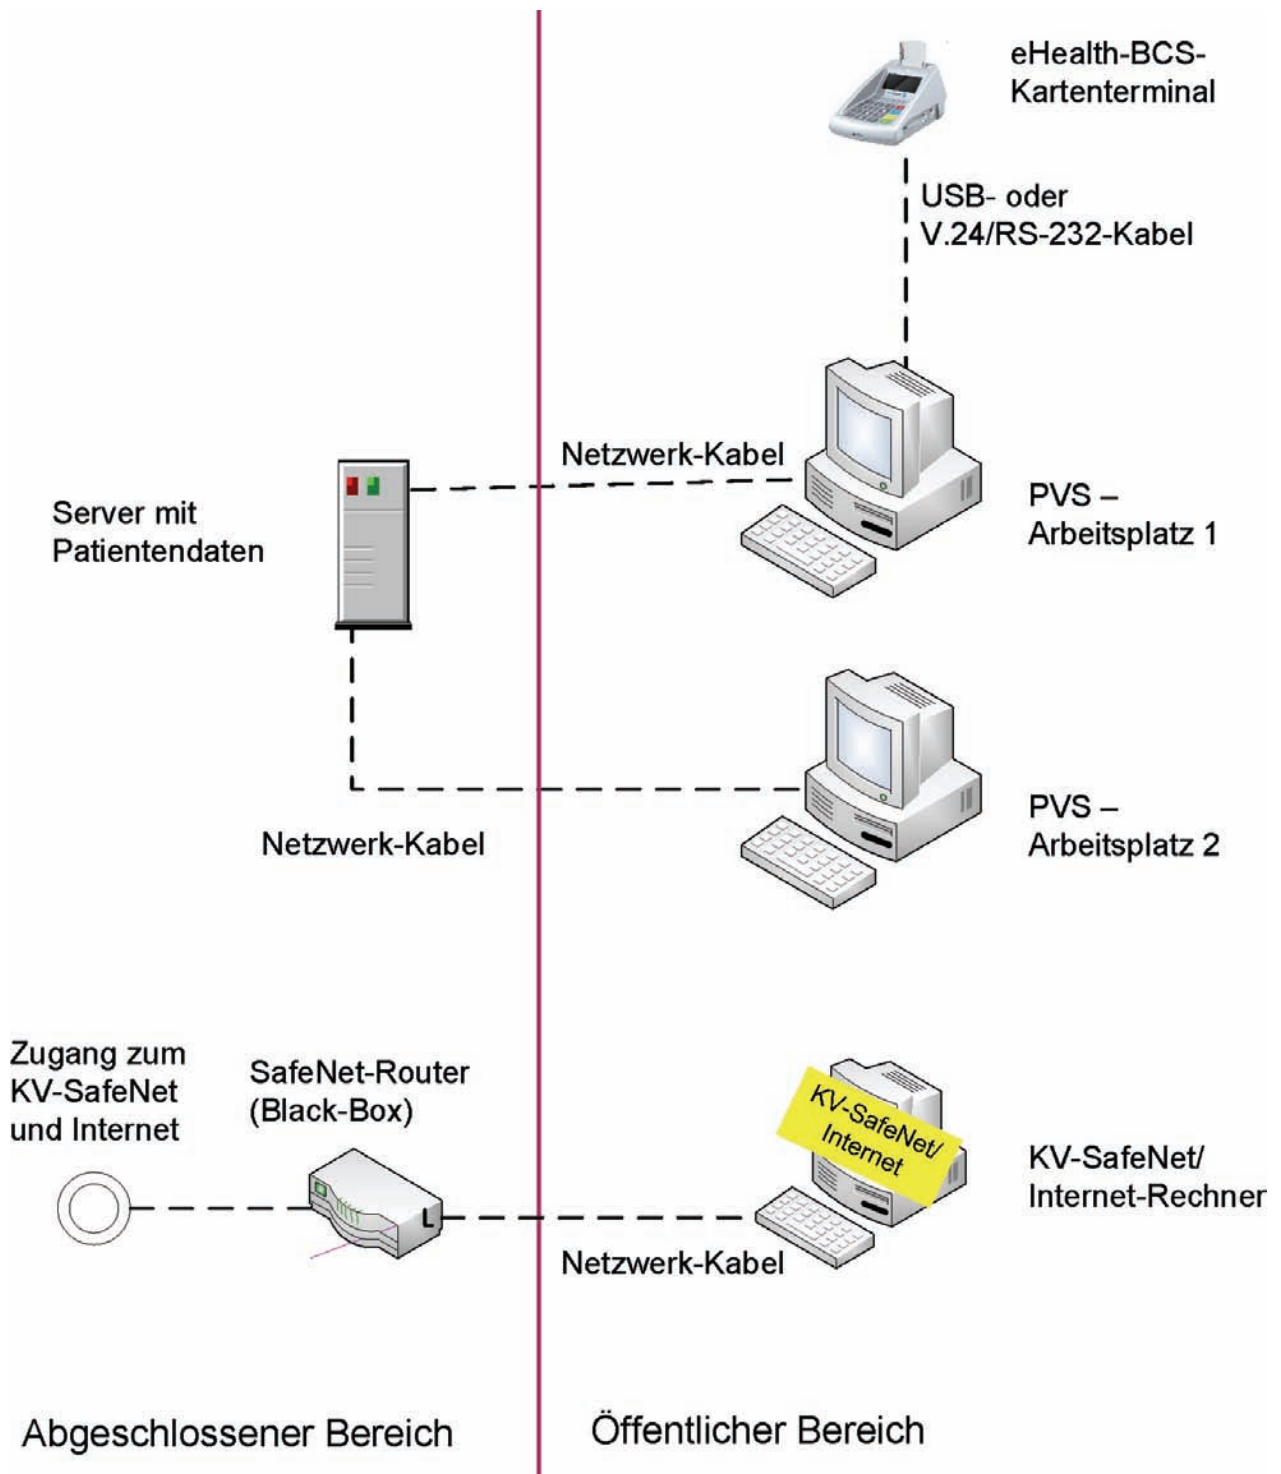 eHealth-BCS-
Kartenterminal
USB- oder
V.24/RS-232-Kabel
Netzwerk-Kabel
Server mit
Patientendaten
PVS –
Arbeitsplatz 1
PVS –
Arbeitsplatz 2
Netzwerk-Kabel
Zugang zum
KV-SafeNet
und Internet
SafeNet-Router
(Black-Box)
KV-SafeNet/
Internet
KV-SafeNet/
Internet-Rechner
Netzwerk-Kabel
Abgeschlossener Bereich
Öffentlicher Bereich